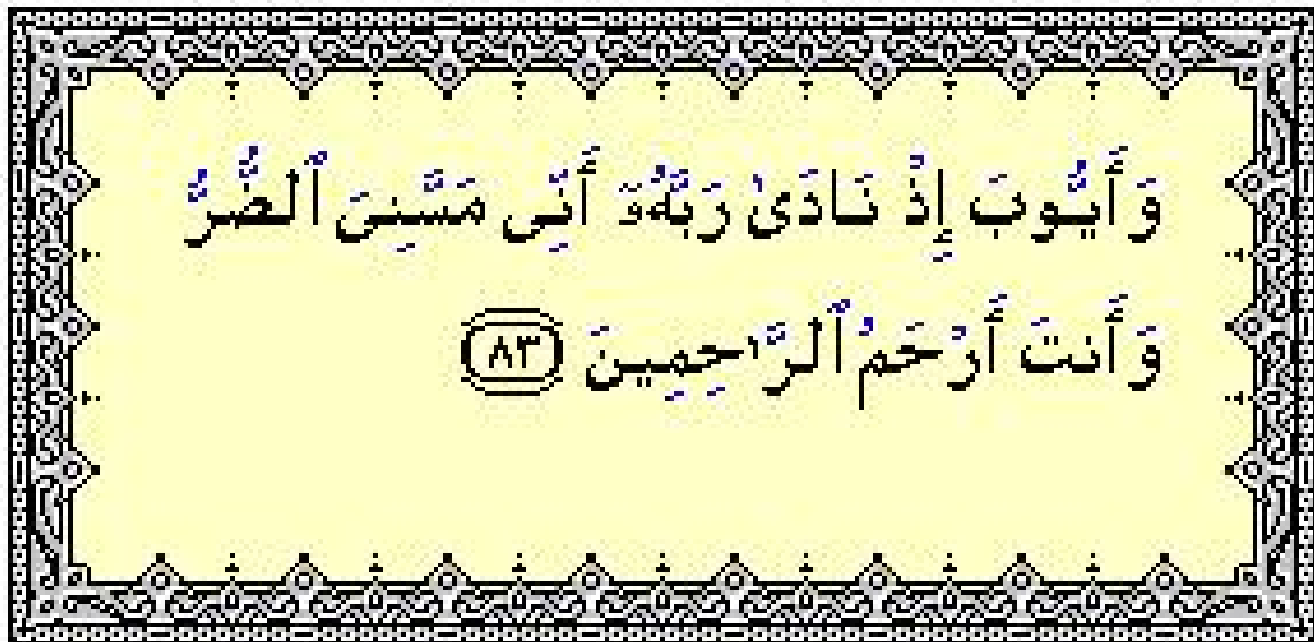 وَأَيُّوبَ إِذْ نَادَىٰ رَبَّهُۥٓ أَنِّى مَسَّنِىَ ٱلضُّرُّ
وَأَنتَ أَرْحَمُ ٱلرَّٰحِمِينَ ٨٣